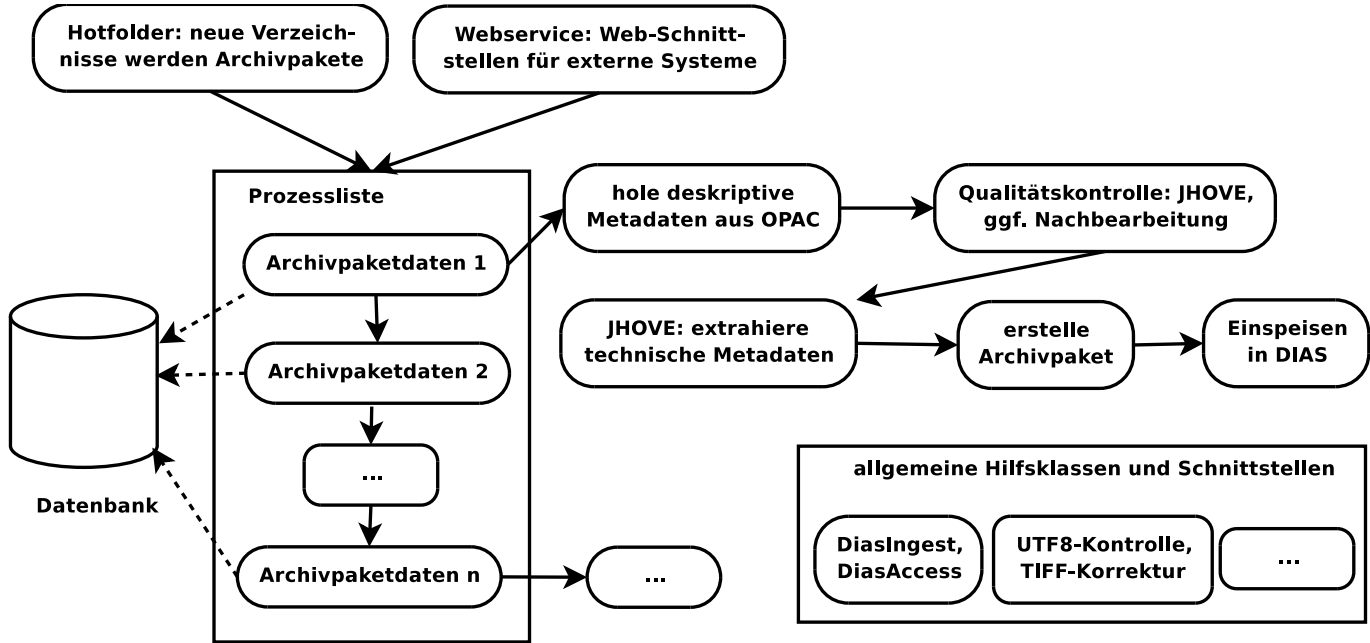 Hotfolder: neue Verzeich-
nisse werden Archivpakete
Webservice: Web-Schnitt-
stellen für externe Systeme
Prozessliste
hole deskriptive
Metadaten aus OPAC
Qualitätskontrolle: JHOVE,
ggf. Nachbearbeitung
Archivpaketdaten 1
JHOVE: extrahiere
technische Metadaten
erstelle
Archivpaket
Einspeisen
in DIAS
Archivpaketdaten 2
...
Datenbank
Archivpaketdaten n
...
allgemeine Hilfsklassen und Schnittstellen
DiasIngest,
DiasAccess
UTF8-Kontrolle,
TIFF-Korrektur
...